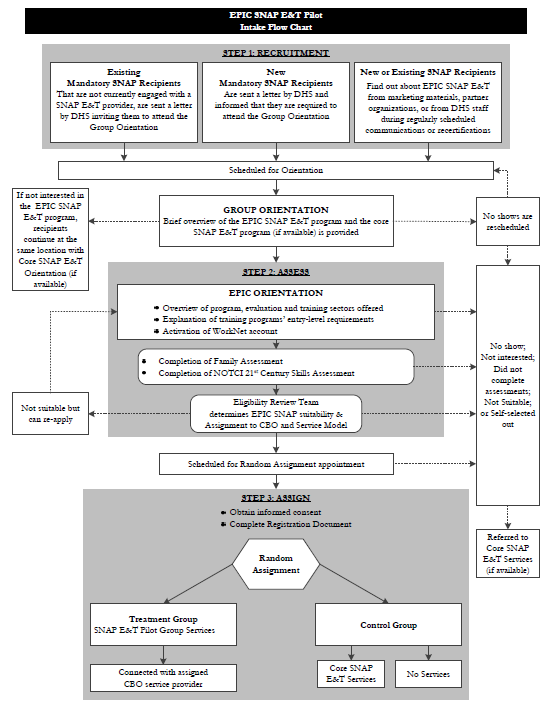 EPIC SNAP E&T Pilot
Intake Flow Chart
STEP 1: RECRUITMENT
Existing
Mandatory SNAP Recipients
That are not currently engaged with a
SNAP E&T provider, are sent a letter
by DHS inviting them to attend the
Group Orientation
New
Mandatory SNAP Recipients
Are sent a letter by DHS and
informed that they are required to
attend the Group Orientation
New or Existing SNAP Recipients
Find out about EPIC SNAP E&T
from marketing materials, partner
organizations, or from DHS staff
during regularly scheduled
communications or recertifications
Scheduled for Orientation
If not interested in
the EPIC SNAP
E&T program,
recipients
continue at the
same location with
Core SNAP E&T
Orientation (if
available)
GROUP ORIENTATION
Brief overview of the EPIC SNAP E&T program and the core
SNAP E&T program (if available) is provided
No shows are
rescheduled
STEP 2: ASSESS
EPIC ORIENTATION
• Overview of program, evaluation and training sectors offered
• Explanation of training programs' entry-level requirements
• Activation of WorkNet account
• Completion of Family Assessment
• Completion of NOTCI 21st Century Skills Assessment
No show;
Not interested;
Did not
complete
assessments;
Not Suitable;
or Self-selected
out
Not suitable but
can re-apply
Eligibility Review Team
determines EPIC SNAP suitability &
Assignment to CBO and Service Model
Scheduled for Random Assignment appointment
STEP 3: ASSIGN
• Obtain informed consent
• Complete Registration Document
Referred to
Core SNAP
E&T Services
(if available)
Random
Assignment
Treatment Group
SNAP E&T Pilot Group Services
Control Group
Connected with assigned
CBO service provider
Core SNAP
E&T Services
No Services